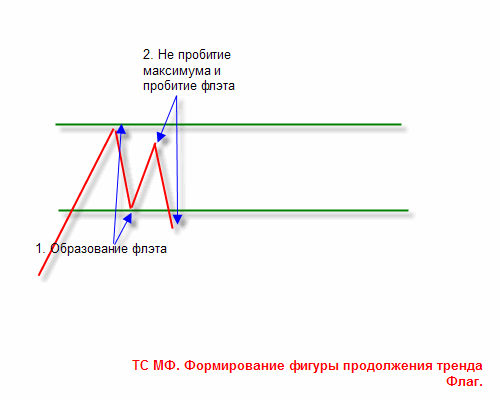 2. Не пробитие
максимума и
пробитие флэта
1. Образование флэта
ТС МФ. Формирование фигуры продолжения тренда
Флаг.